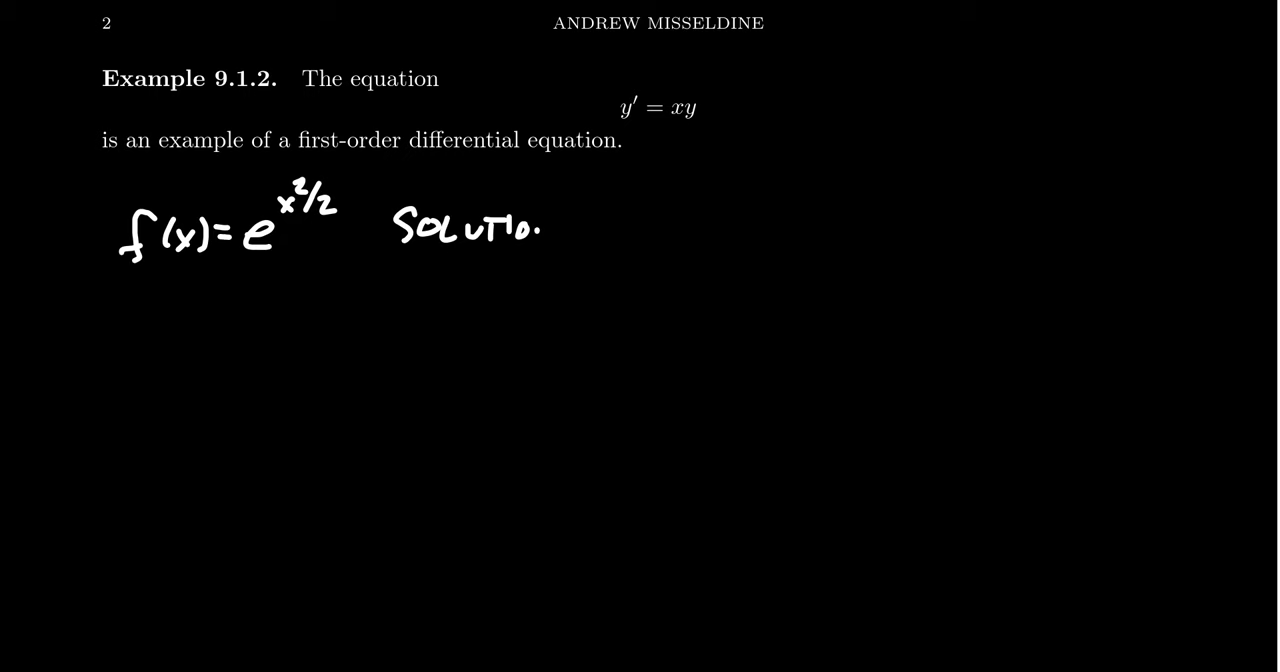 2 ANDREW MISSELDINE
Example 9.1.2. The equation
y′ = xy
is an example of a first-order differential equation.
f(x) = e^{x²/2} SOLUTIO